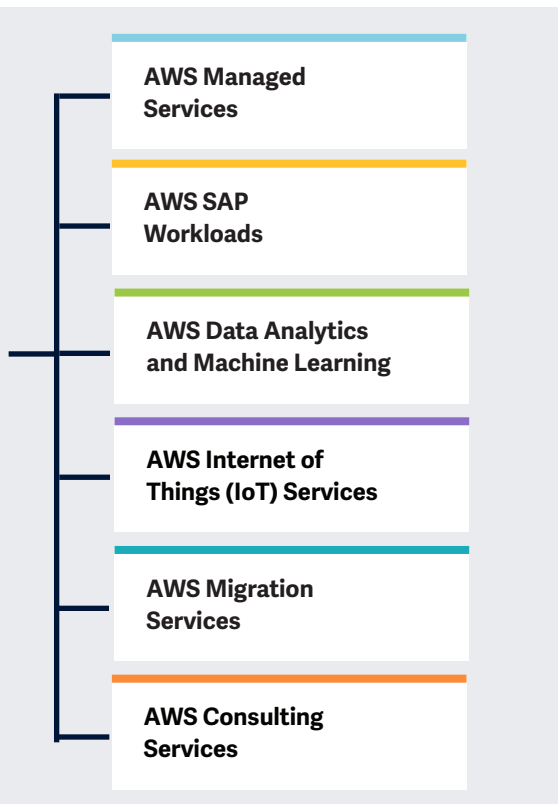 AWS Managed
Services
AWS SAP
Workloads
AWS Data Analytics
and Machine Learning
AWS Internet of
Things (IoT) Services
AWS Migration
Services
AWS Consulting
Services